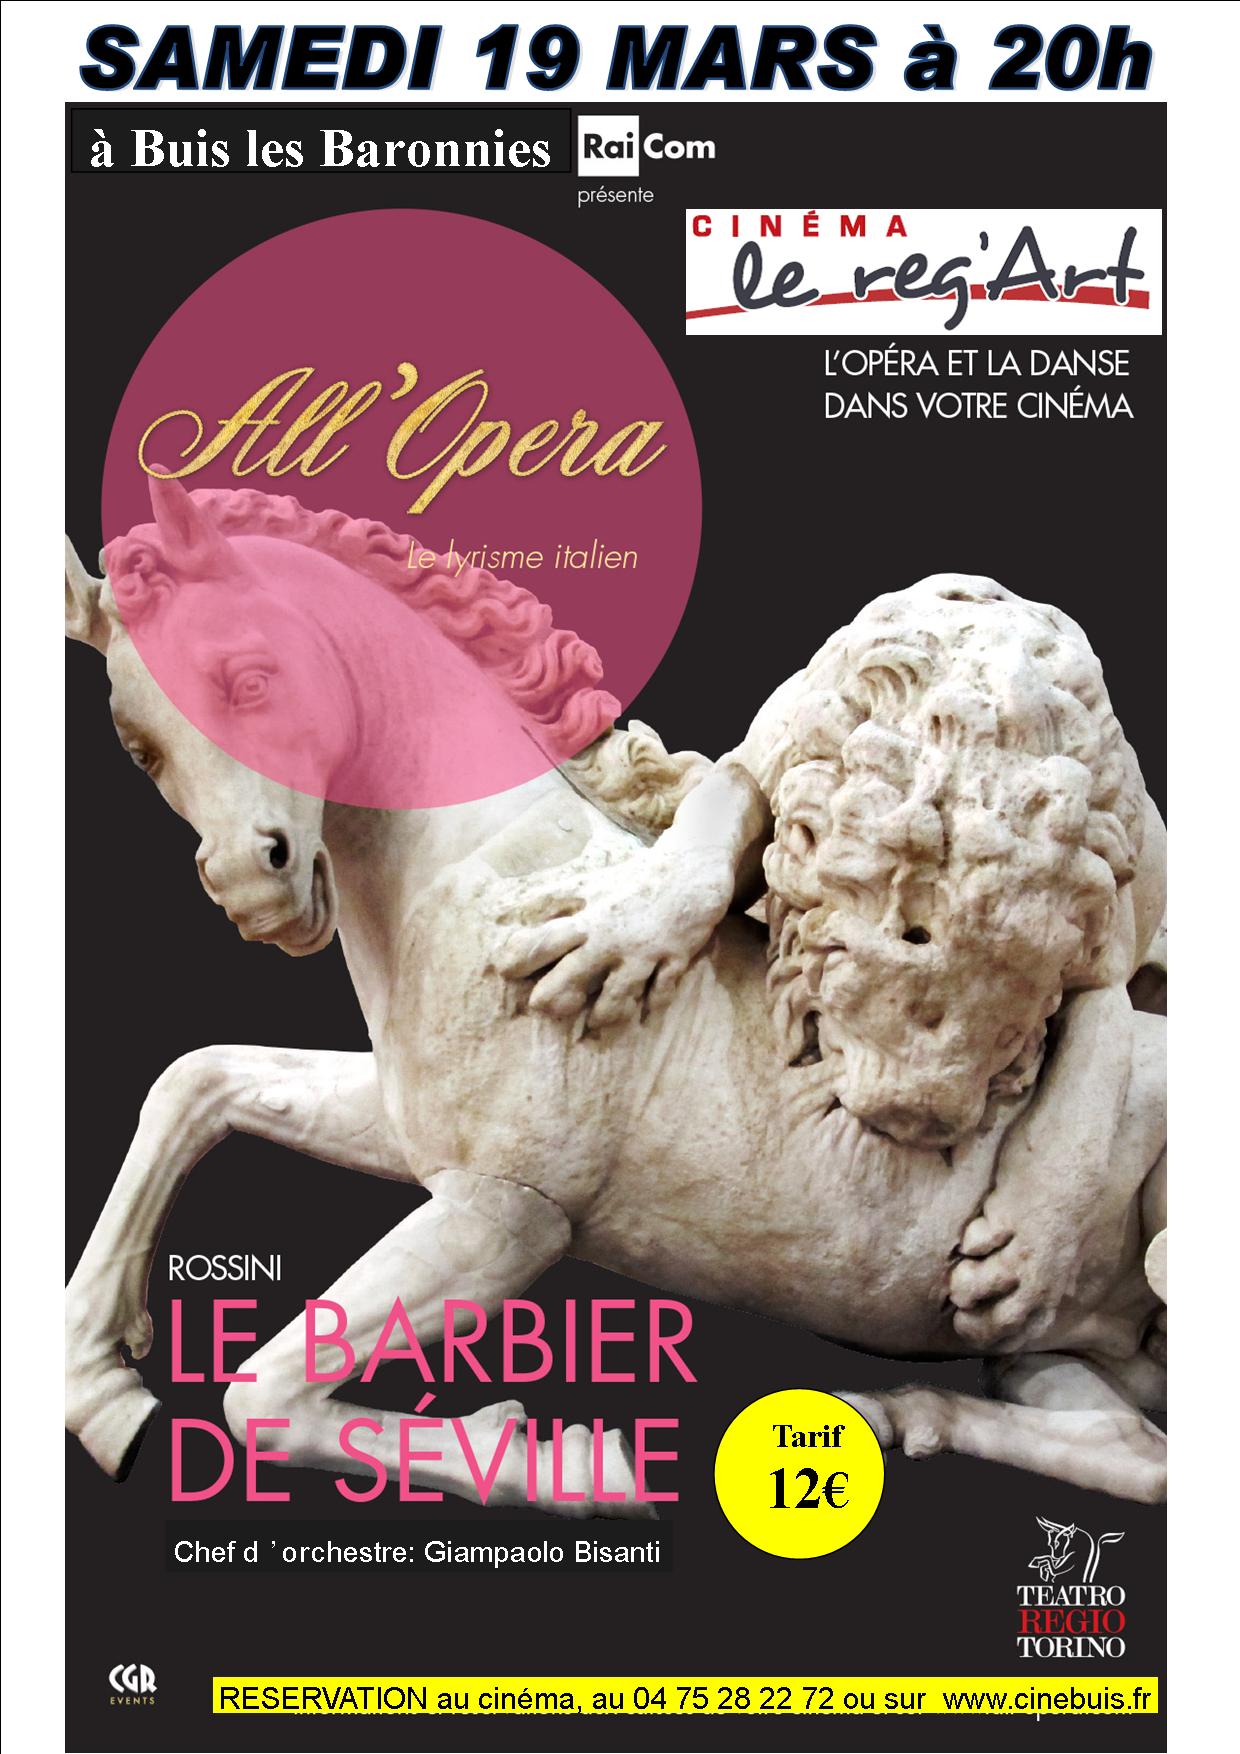 SAMEDI 19 MARS à 20h
à Buis les Baronnies
Rai Com
présente
CINÉMA
le reg'Art
L'OPÉRA ET LA DANSE
DANS VOTRE CINÉMA
All'Opera
Le lyrisme italien
ROSSINI
LE BARBIER
DE SÉVILLE
Tarif
12€
Chef d ’orchestre: Giampaolo Bisanti
TEATRO
REGIO
TORINO
CGR
EVENTS
RESERVATION au cinéma, au 04 75 28 22 72 ou sur www.cinebuis.fr